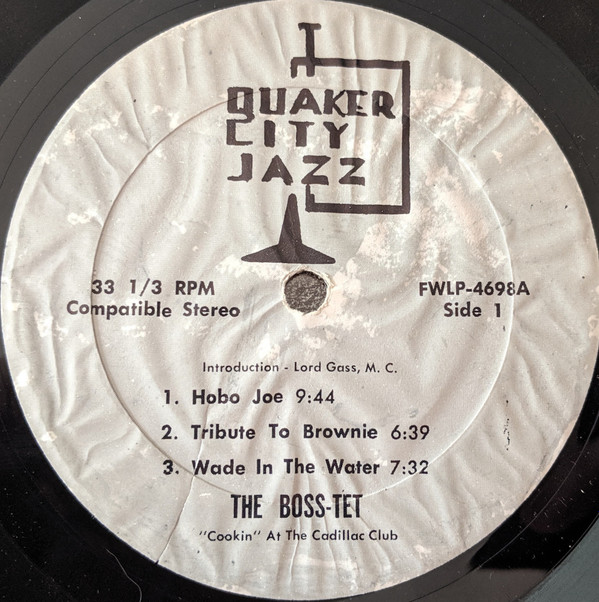 QUAKER
CITY
JAZZ
33 1/3 RPM
Compatible Stereo
FWLP-4698A
Side 1
Introduction - Lord Gass, M. C.
1. Hobo Joe 9:44
2. Tribute To Brownie 6:39
3. Wade In The Water 7:32
THE BOSS-TET
"Cookin" At The Cadillac Club